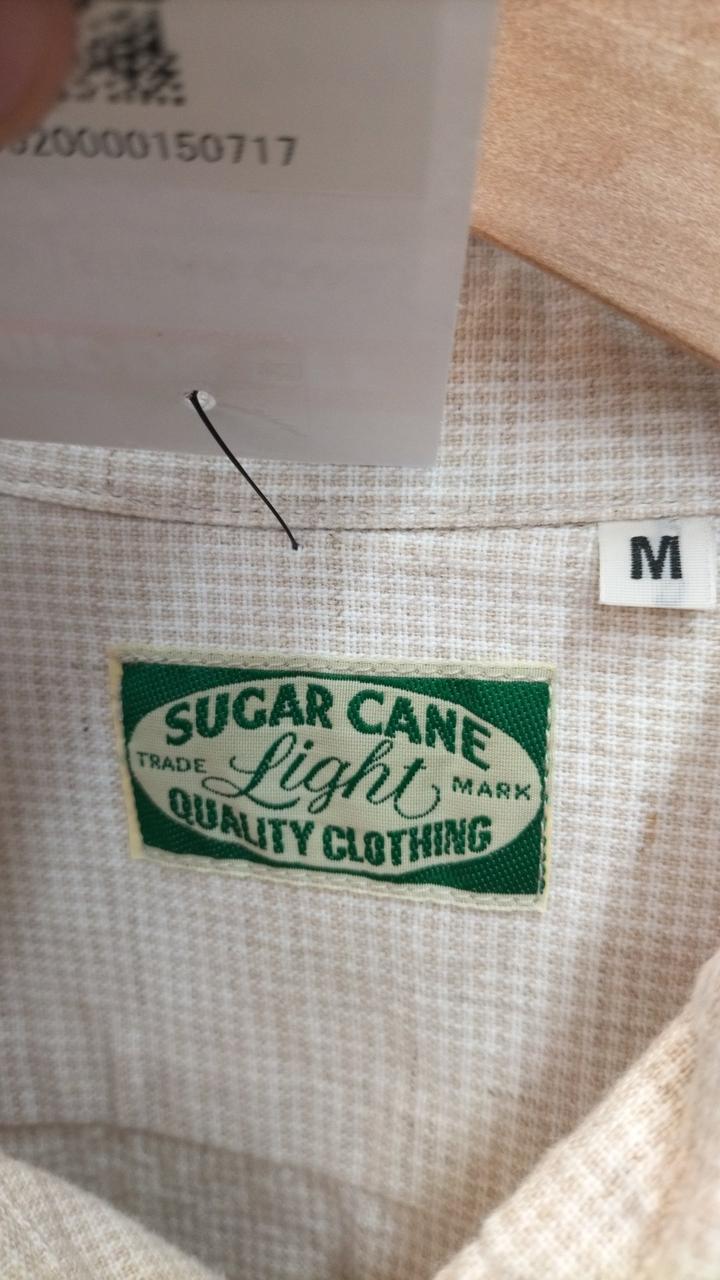 20000150717
M
SUGAR CANE
TRADE Light MARK
QUALITY CLOTHING